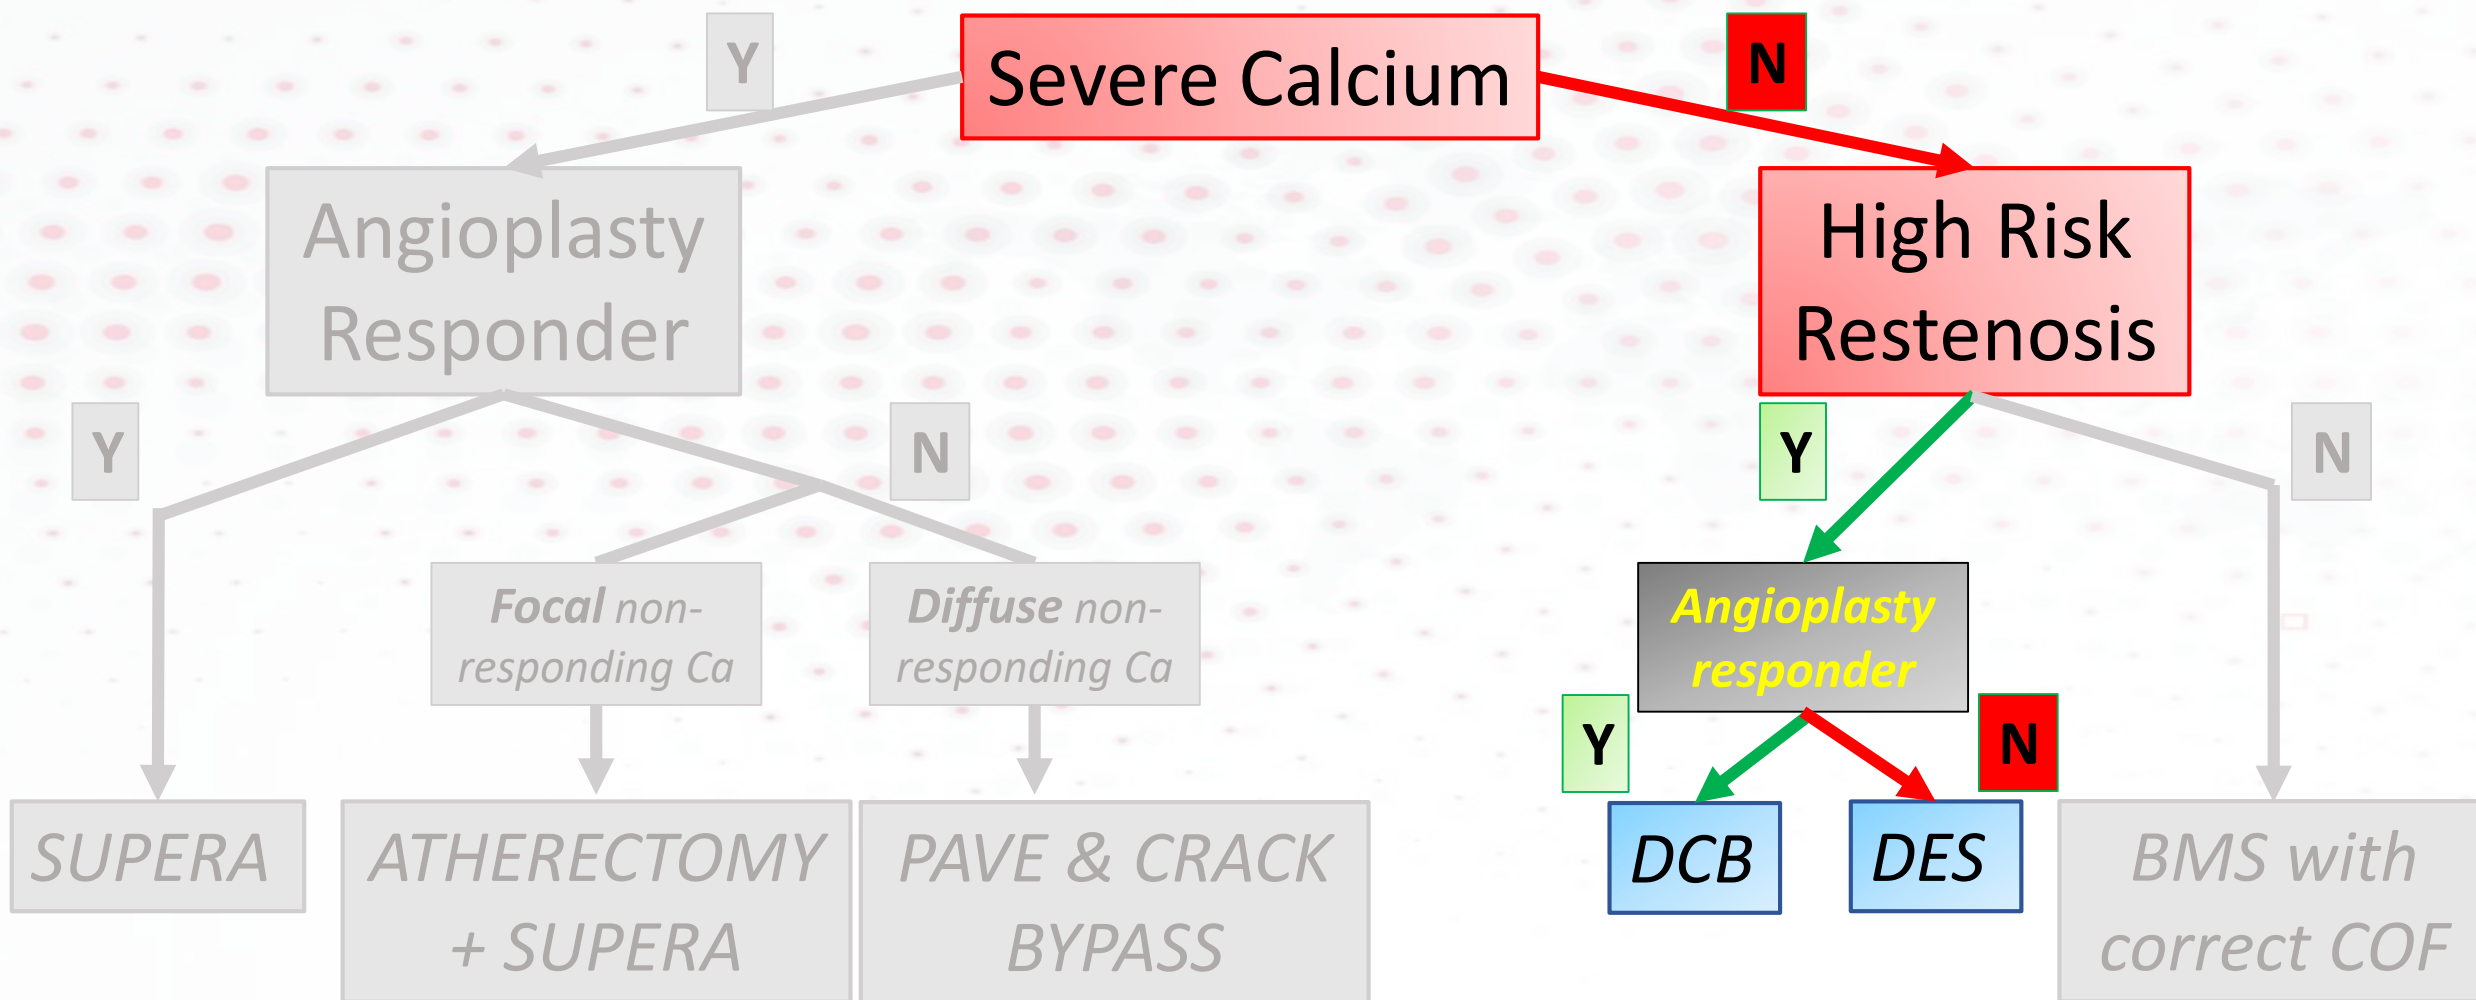 Y
Severe Calcium
N
Angioplasty
Responder
High Risk
Restenosis
Y
N
Y
N
Focal non-
responding Ca
Diffuse non-
responding Ca
Angioplasty
responder
Y
N
SUPERA
ATHERECTOMY
+ SUPERA
PAVE & CRACK
BYPASS
DCB
DES
BMS with
correct COF